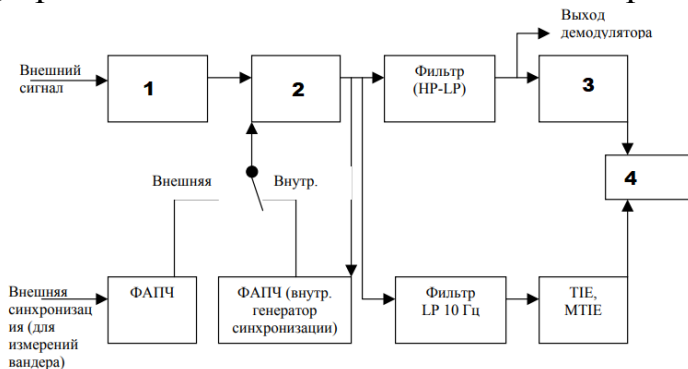 Выход
демодулятора
Внешний
сигнал
1
2
Фильтр
(HP-LP)
3
4
Внешняя
Внутр.
Внешняя
синхронизац
ия (для
измерений
вандера)
ФАПЧ
ФАПЧ (внутр.
генератор
синхронизации)
Фильтр
LP 10 Гц
TIE,
MTIE